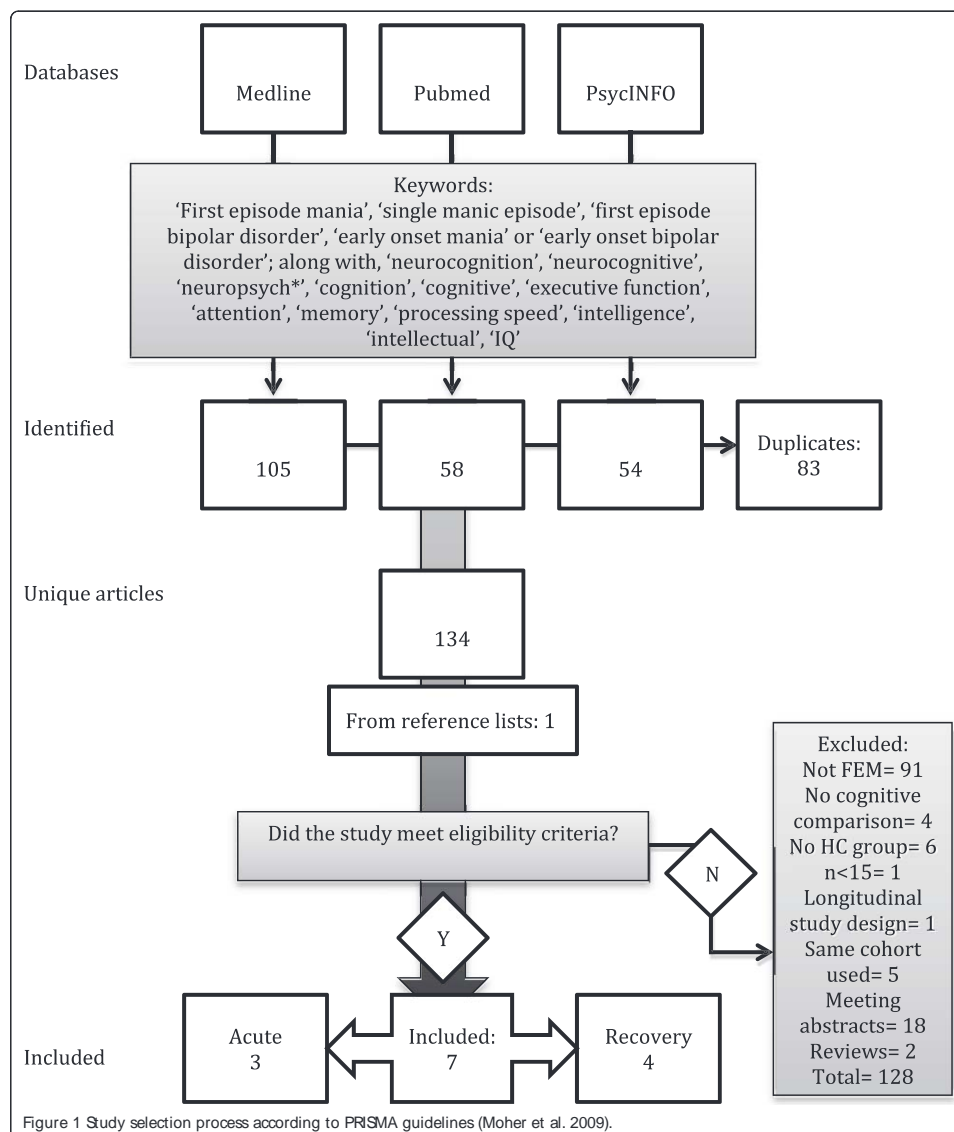 Databases
Medline
Pubmed
PsycINFO
Keywords:
‘First episode mania’, ‘single manic episode’, ‘first episode
bipolar disorder’, ‘early onset mania’ or ‘early onset bipolar
disorder’; along with, ‘neurocognition’, ‘neurocognitive’,
‘neuropsych*’, ‘cognition’, ‘cognitive’, ‘executive function’,
‘attention’, ‘memory’, ‘processing speed’, ‘intelligence’,
‘intellectual’, ‘IQ’
Identified
105
58
54
Duplicates:
83
Unique articles
134
From reference lists: 1
Did the study meet eligibility criteria?
N
Y
Excluded:
Not FEM= 91
No cognitive
comparison= 4
No HC group= 6
n<15= 1
Longitudinal
study design= 1
Same cohort
used= 5
Meeting
abstracts= 18
Reviews= 2
Total= 128
Included
Acute
3
Included:
7
Recovery
4
Figure 1 Study selection process according to PRISMA guidelines (Moher et al. 2009).